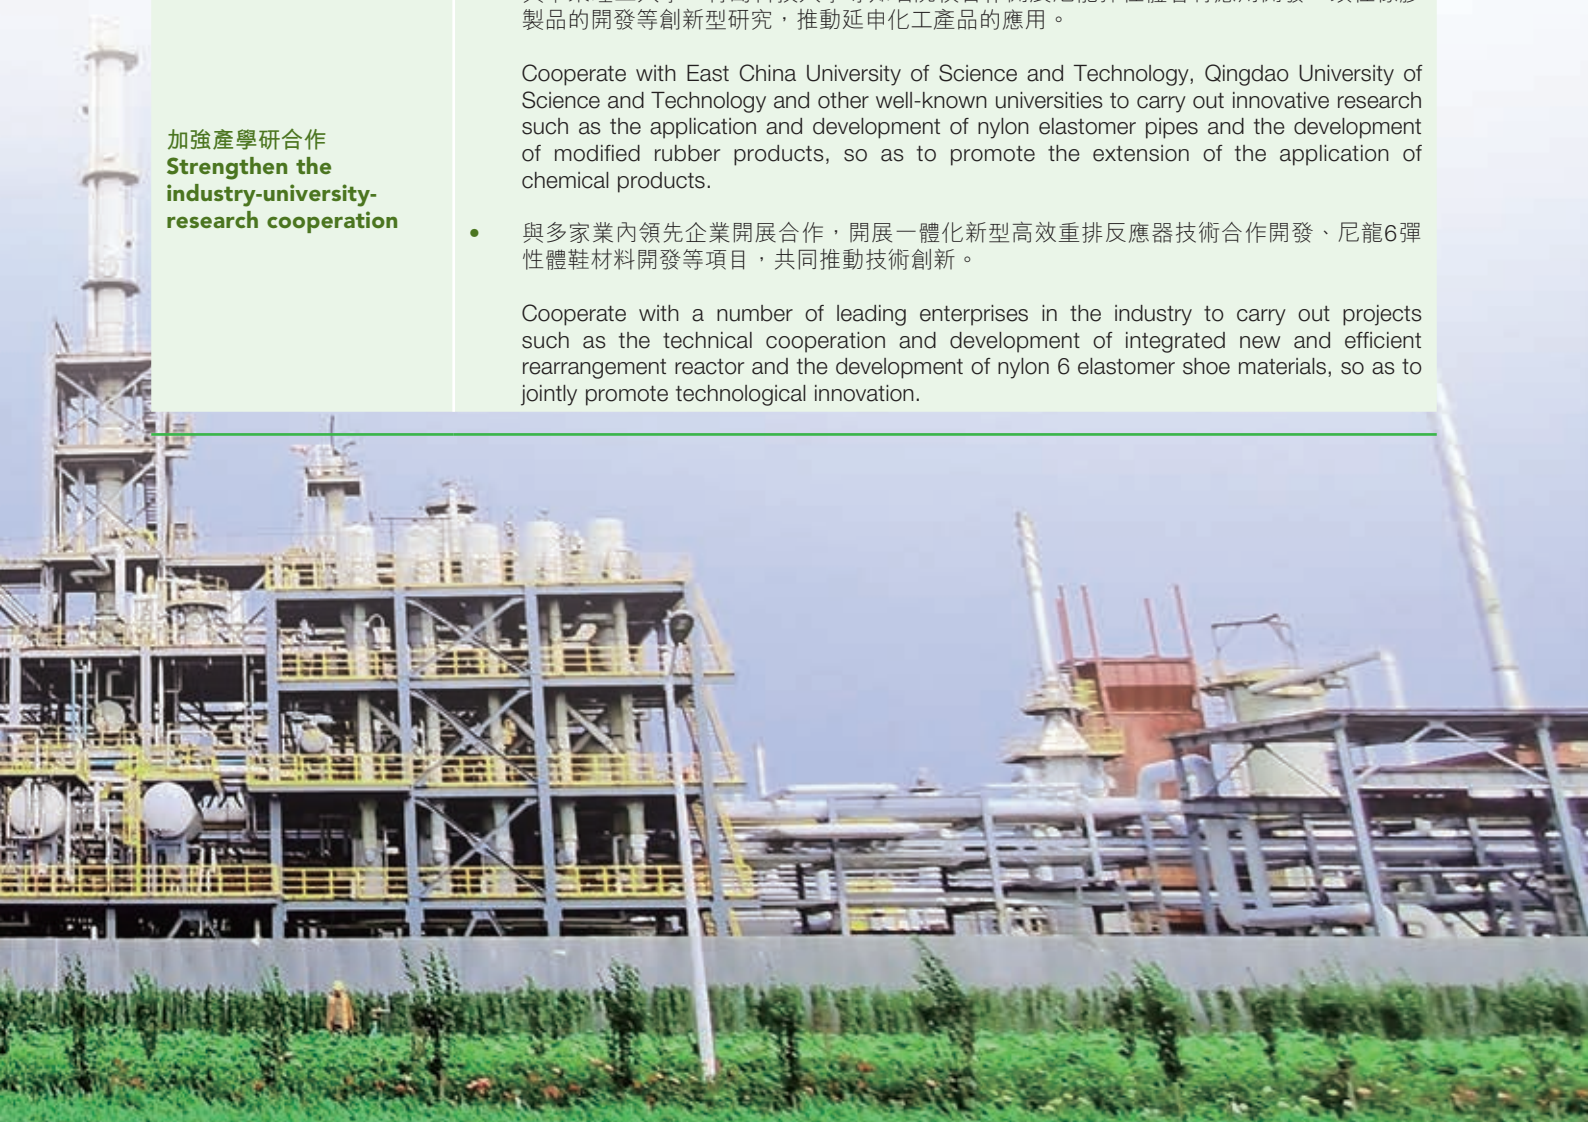 製品的開發等創新型研究，推動延申化工產品的應用。
Cooperate with East China University of Science and Technology, Qingdao University of
Science and Technology and other well-known universities to carry out innovative research
such as the application and development of nylon elastomer pipes and the development
of modified rubber products, so as to promote the extension of the application of
chemical products.
加強產學研合作
Strengthen the
industry-university-
research cooperation
• 與多家業內領先企業開展合作，開展一體化新型高效重排反應器技術合作開發、尼龍6彈
性體鞋材料開發等項目，共同推動技術創新。
Cooperate with a number of leading enterprises in the industry to carry out projects
such as the technical cooperation and development of integrated new and efficient
rearrangement reactor and the development of nylon 6 elastomer shoe materials, so as to
jointly promote technological innovation.